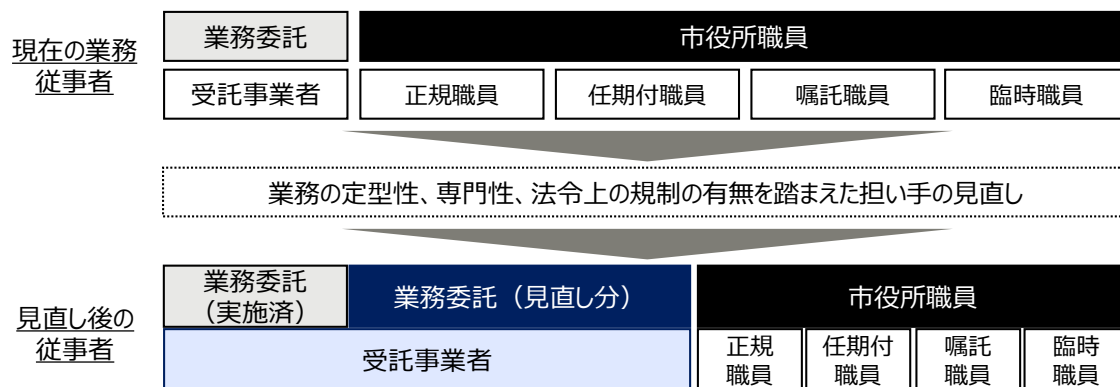 現在の業務
従事者
業務委託
市役所職員
受託事業者
正規職員
任期付職員
嘱託職員
臨時職員
業務の定型性、専門性、法令上の規制の有無を踏まえた担い手の見直し
見直し後の
従事者
業務委託
（実施済）
業務委託（見直し分）
市役所職員
受託事業者
正規
職員
任期付
職員
嘱託
職員
臨時
職員